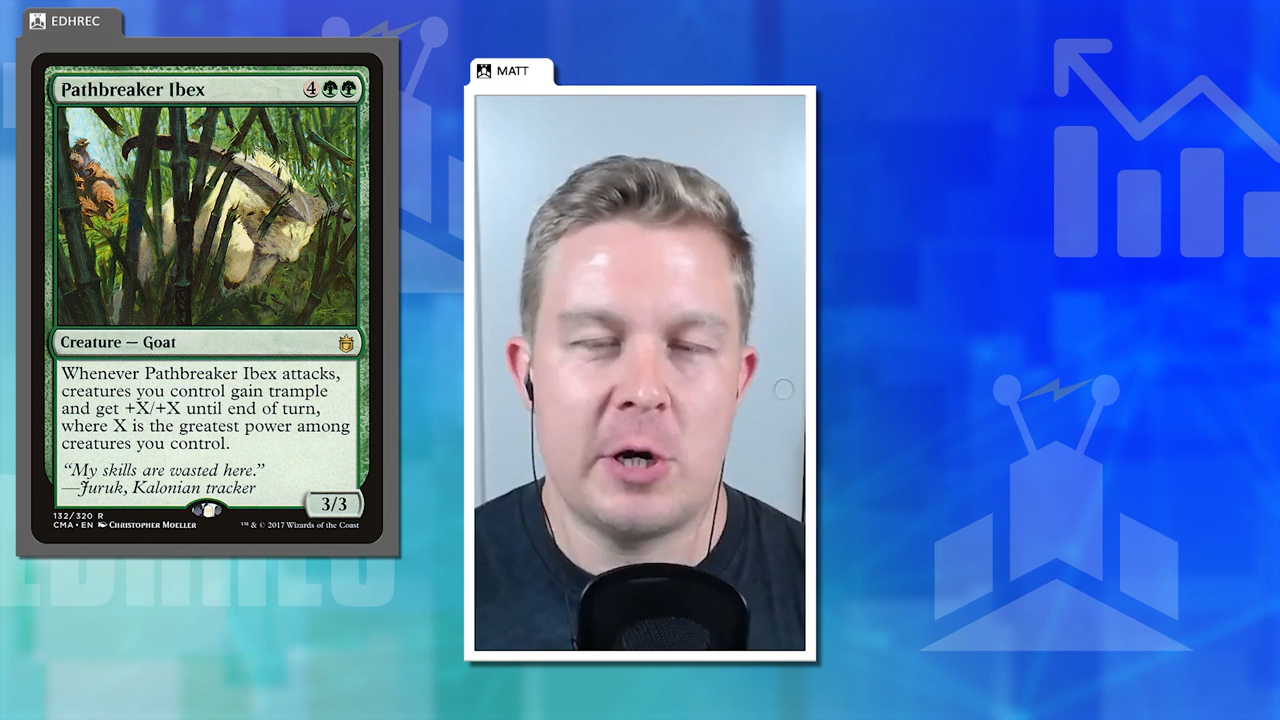 EDHREC
Pathbreaker Ibex 4
Creature — Goat
Whenever Pathbreaker Ibex attacks,
creatures you control gain trample
and get +X/+X until end of turn,
where X is the greatest power among
creatures you control.
“My skills are wasted here.”
—Juruk, Kalonian tracker
3/3
132/320 R
CMA • EN Christopher Moeller
™ & © 2017 Wizards of the Coast
MATT
EDHREC